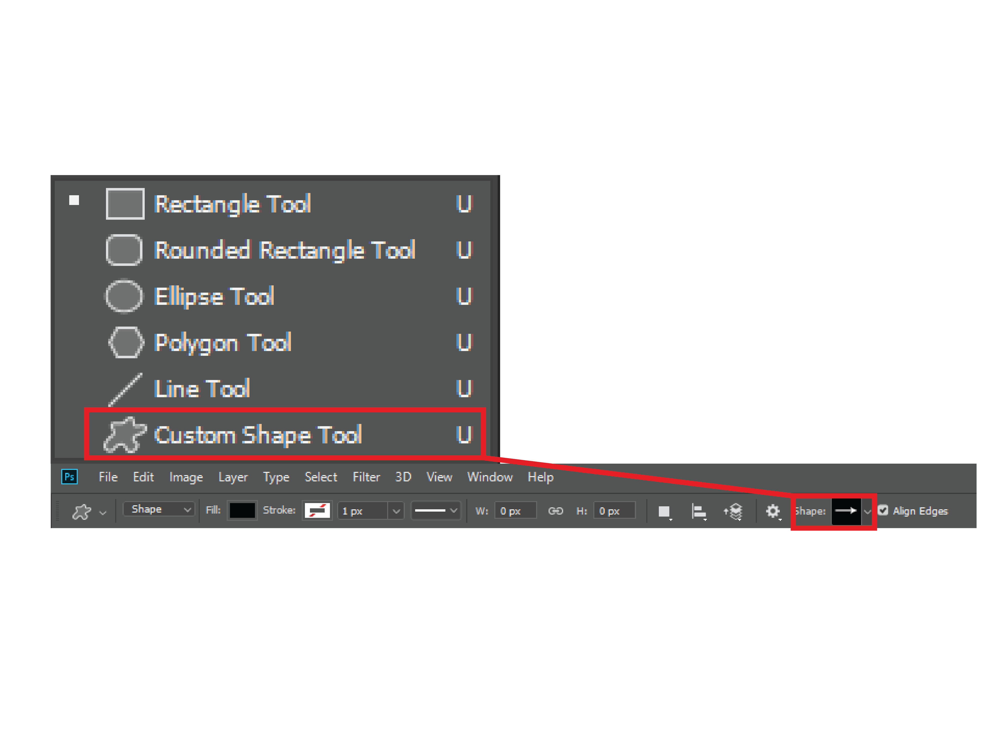 Rectangle Tool U
Rounded Rectangle Tool U
Ellipse Tool U
Polygon Tool U
Line Tool U
Custom Shape Tool U
Ps File Edit Image Layer Type Select Filter 3D View Window Help
Shape Fill: Stroke: 1 px W: 0 px H: 0 px Shape: Align Edges